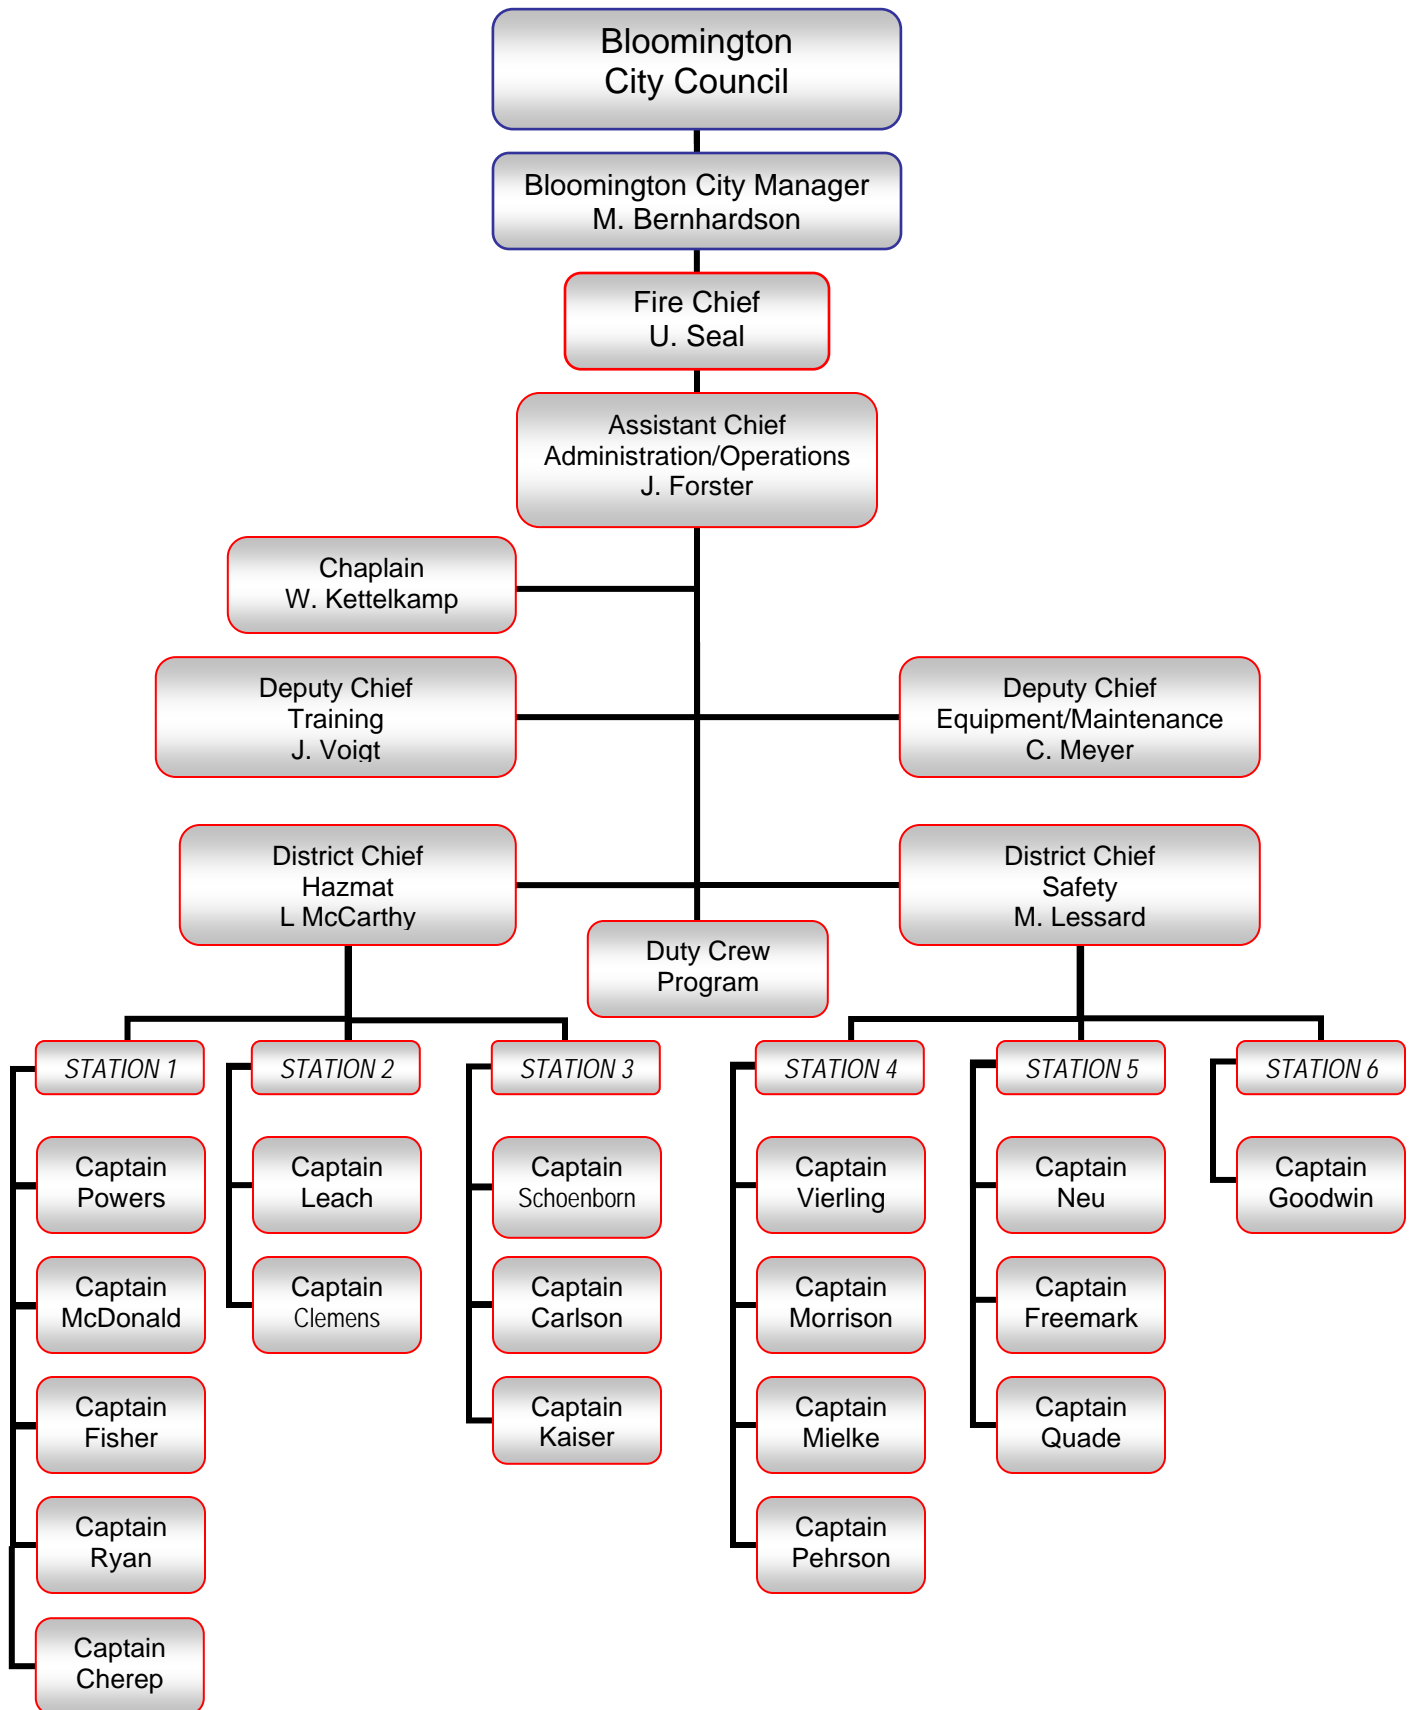 Bloomington
City Council
Bloomington City Manager
M. Bernhardson
Fire Chief
U. Seal
Assistant Chief
Administration/Operations
J. Forster
Chaplain
W. Kettelkamp
Deputy Chief
Training
J. Voigt
Deputy Chief
Equipment/Maintenance
C. Meyer
District Chief
Hazmat
L McCarthy
District Chief
Safety
M. Lessard
Duty Crew
Program
STATION 1
Captain
Powers
Captain
McDonald
Captain
Fisher
Captain
Ryan
Captain
Cherep
STATION 2
Captain
Leach
Captain
Clemens
STATION 3
Captain
Schoenborn
Captain
Carlson
Captain
Kaiser
STATION 4
Captain
Vierling
Captain
Morrison
Captain
Mielke
Captain
Pehrson
STATION 5
Captain
Neu
Captain
Freemark
Captain
Quade
STATION 6
Captain
Goodwin